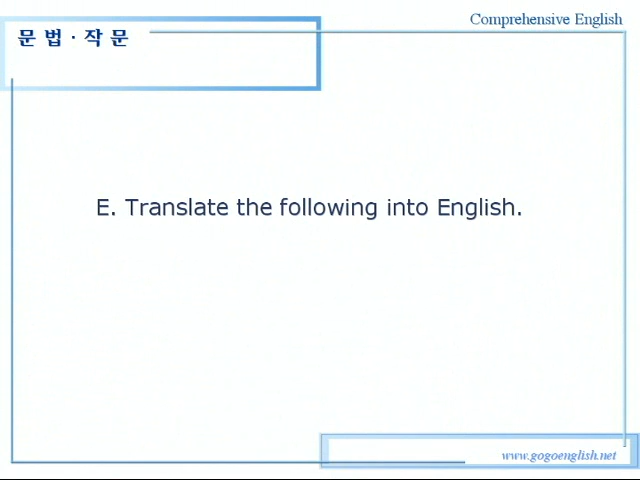 Comprehensive English
문 법 · 작 문
E. Translate the following into English.
www.gogoenglish.net